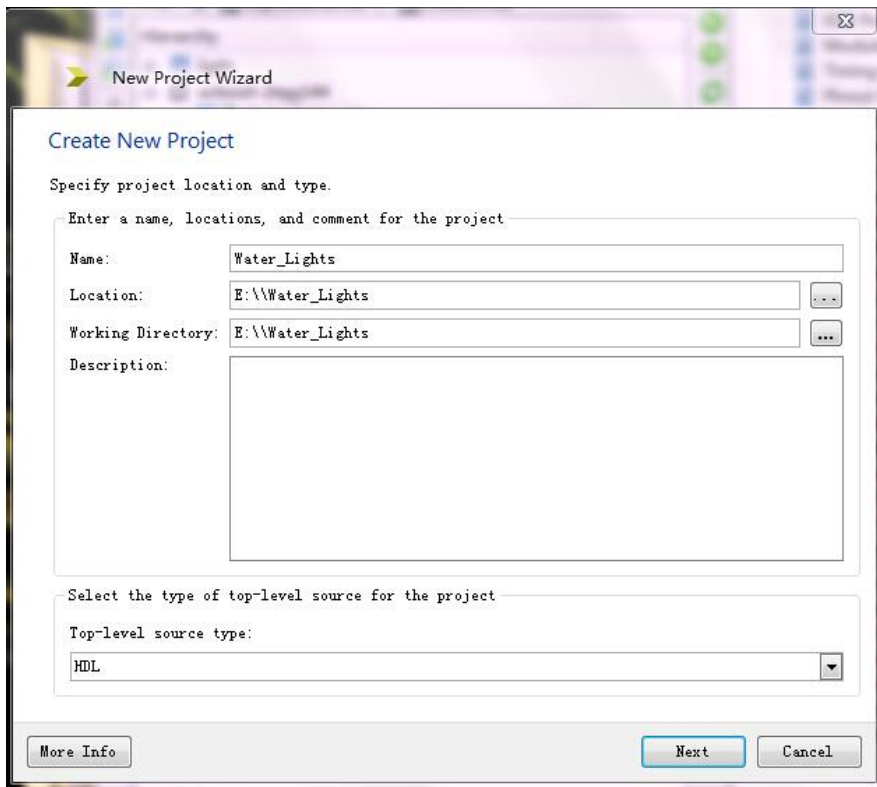 New Project Wizard
Create New Project
Specify project location and type.
Enter a name, locations, and comment for the project
Name: Water_Lights
Location: E:\\Water_Lights ...
Working Directory: E:\\Water_Lights ...
Description:
Select the type of top-level source for the project
Top-level source type:
HDL
More Info Next Cancel